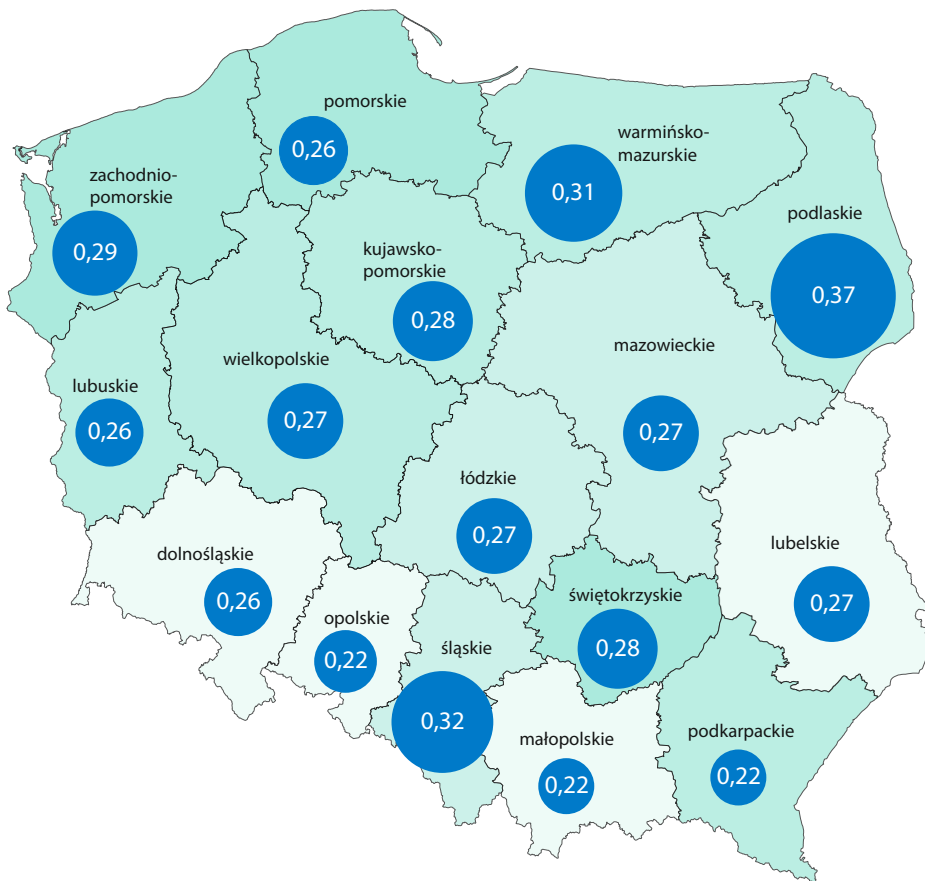 pomorskie
0,26
warmińsko-
mazurskie
0,31
zachodnio-
pomorskie
0,29
podlaskie
0,37
kujawsko-
pomorskie
0,28
mazowieckie
0,27
wielkopolskie
0,27
lubuskie
0,26
łódzkie
0,27
dolnośląskie
0,26
lubelskie
0,27
opolskie
0,22
świętokrzyskie
0,28
śląskie
0,32
małopolskie
0,22
podkarpackie
0,22